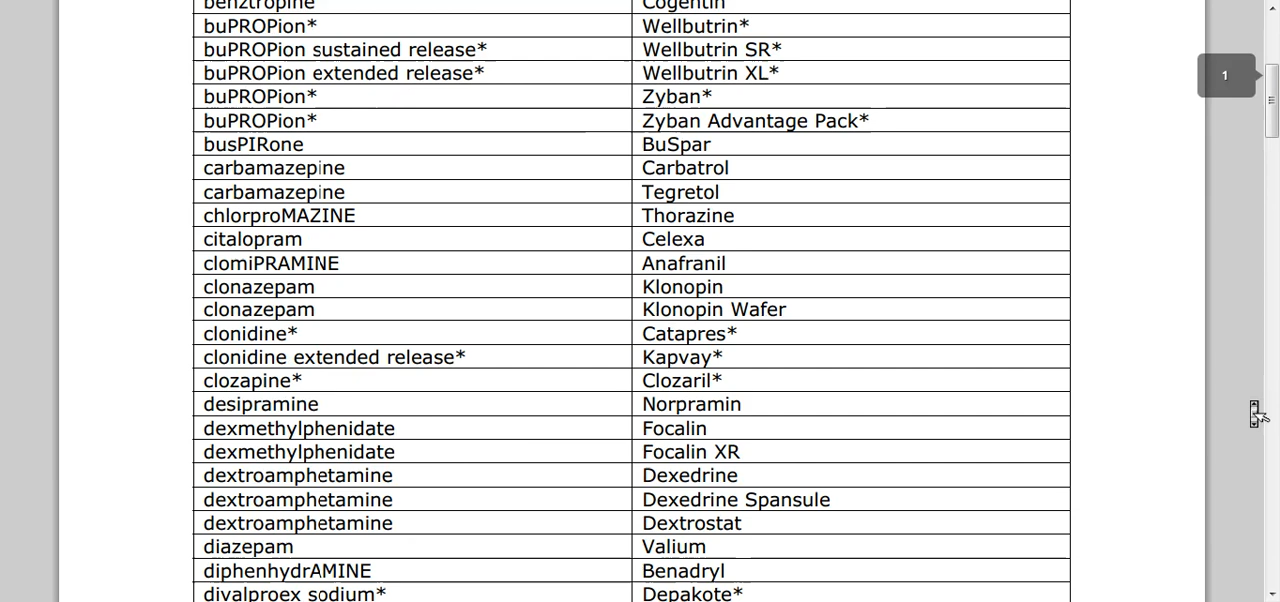 benztropine Cogentin
buPROPion* Wellbutrin*
buPROPion sustained release* Wellbutrin SR*
buPROPion extended release* Wellbutrin XL*
buPROPion* Zyban*
buPROPion* Zyban Advantage Pack*
busPIRone BuSpar
carbamazepine Carbatrol
carbamazepine Tegretol
chlorproMAZINE Thorazine
citalopram Celexa
clomiPRAMINE Anafranil
clonazepam Klonopin
clonazepam Klonopin Wafer
clonidine* Catapres*
clonidine extended release* Kapvay*
clozapine* Clozaril*
desipramine Norpramin
dexmethylphenidate Focalin
dexmethylphenidate Focalin XR
dextroamphetamine Dexedrine
dextroamphetamine Dexedrine Spansule
dextroamphetamine Dextrostat
diazepam Valium
diphenhydrAMINE Benadryl
divalproex sodium* Depakote*
1